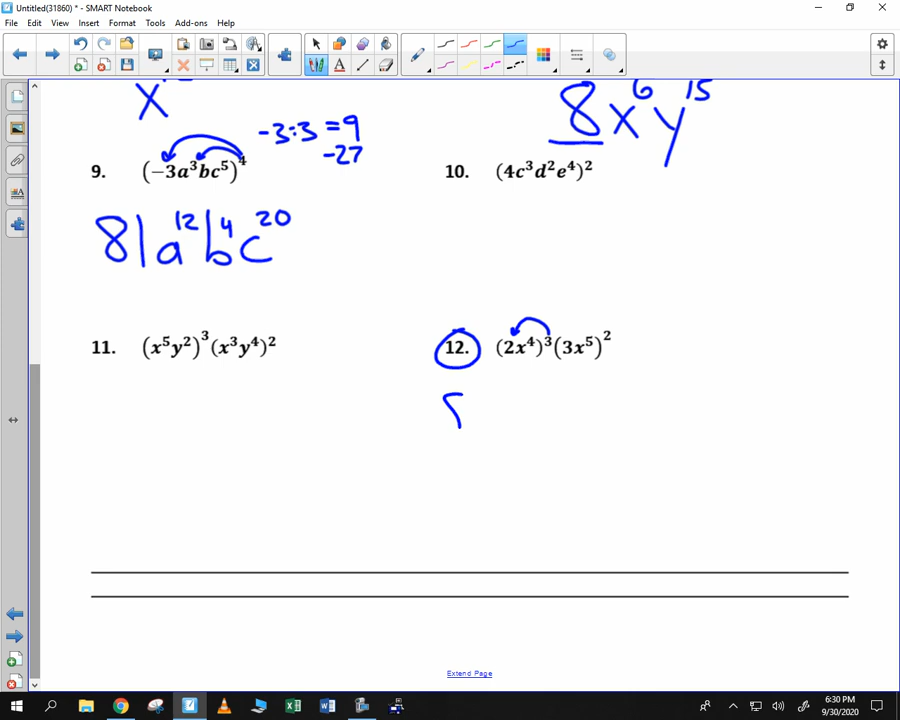 Untitled(31860) * - SMART Notebook
File Edit View Insert Format Tools Add-ons Help
x
8x⁶y¹⁵
-3·-3=9
-27
9. (−3a³bc⁵)⁴
10. (4c³d²e⁴)²
81a¹²b⁴c²⁰
11. (x⁵y²)³(x³y⁴)²
12. (2x⁴)³(3x⁵)²
Extend Page
6:30 PM
9/30/2020